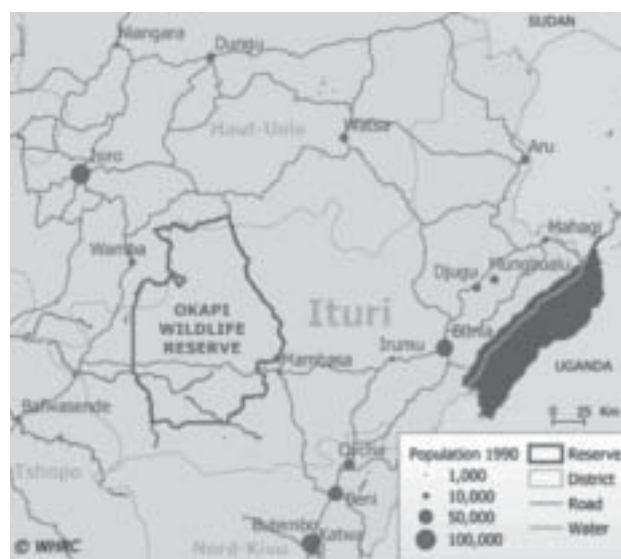 SUDAN
Niangara
Dungu
Haut-Uele
Watsa
Aru
Isiro
Mahagi
Wamba
Mungbualu
Djugu
OKAPI
WILDLIFE
RESERVE
Ituri
Bunia
Mambasa
Irumu
UGANDA
Bafwasende
0 25 Km
Oicha
Tshopo
Beni
Butembo
Katwa
Nord-Kivu
© WHRC
Population 1990
1,000
10,000
50,000
100,000
Reserve
District
Road
Water